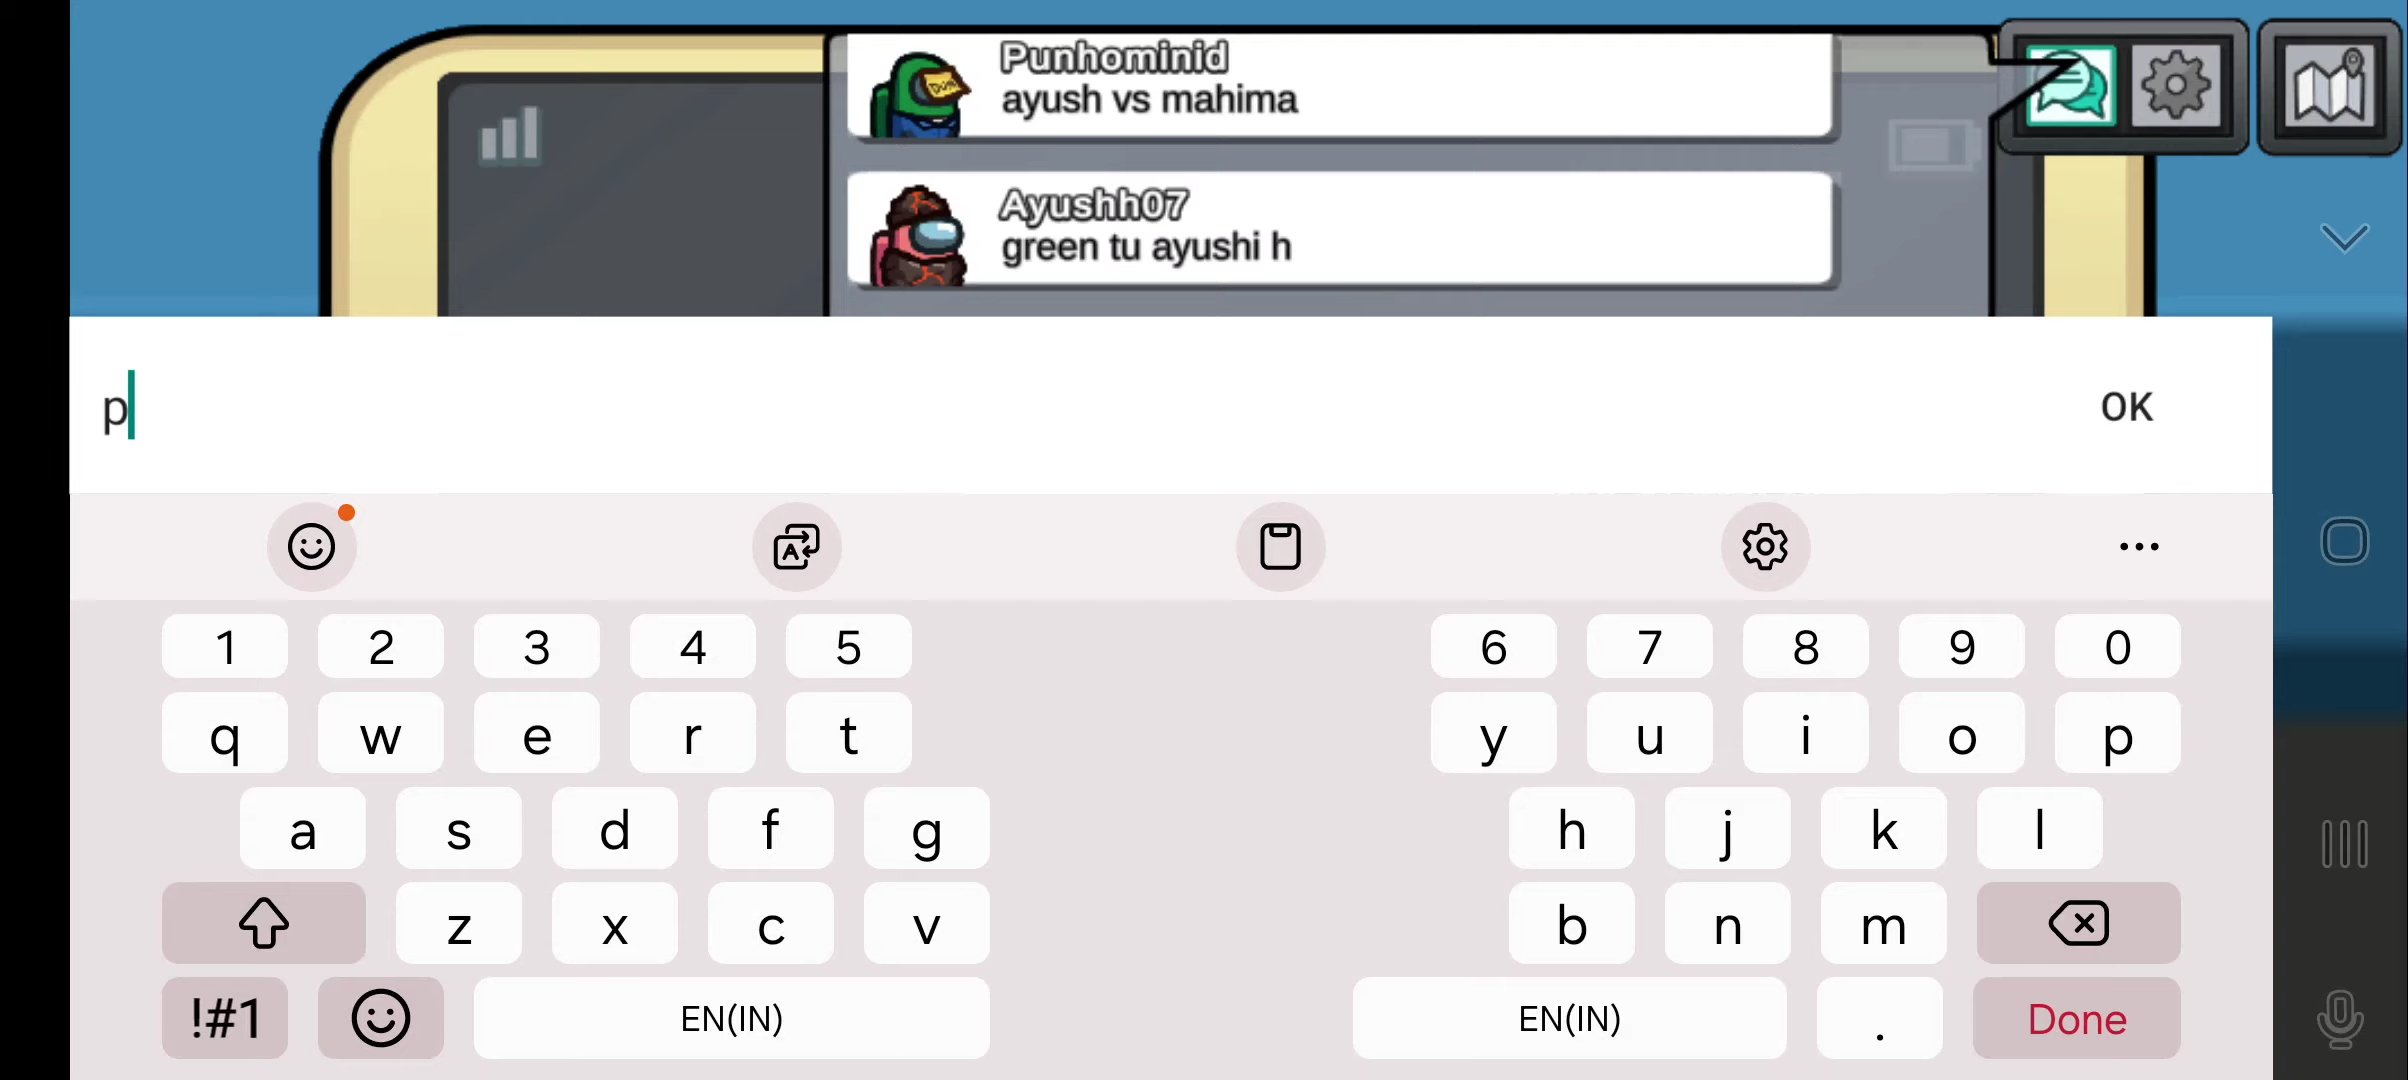 Punhominid
ayush vs mahima
Ayushh07
green tu ayushi h
p
OK
1 2 3 4 5 6 7 8 9 0
q w e r t y u i o p
a s d f g h j k l
z x c v b n m
!#1 EN(IN) EN(IN) . Done